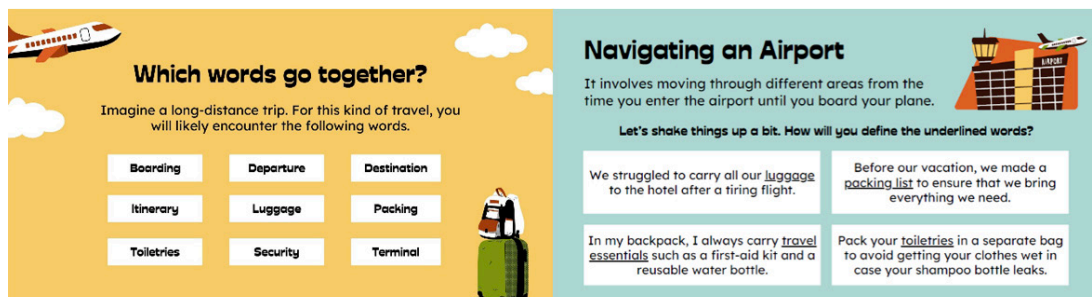 Which words go together?
Imagine a long-distance trip. For this kind of travel, you
will likely encounter the following words.
Boarding
Departure
Destination
Itinerary
Luggage
Packing
Toiletries
Security
Terminal
Navigating an Airport
It involves moving through different areas from the
time you enter the airport until you board your plane.
AIRPORT
Let's shake things up a bit. How will you define the underlined words?
We struggled to carry all our luggage
to the hotel after a tiring flight.
Before our vacation, we made a
packing list to ensure that we bring
everything we need.
In my backpack, I always carry travel
essentials such as a first-aid kit and a
reusable water bottle.
Pack your toiletries in a separate bag
to avoid getting your clothes wet in
case your shampoo bottle leaks.